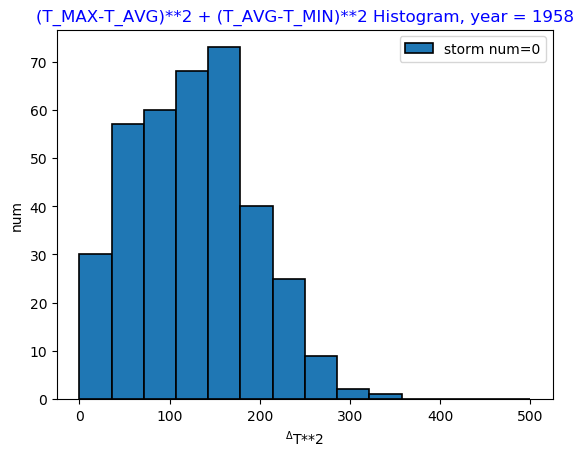 (T_MAX-T_AVG)**2 + (T_AVG-T_MIN)**2 Histogram, year = 1958
storm num=0
70
60
50
40
30
20
10
0
num
0 100 200 300 400 500
ΔT**2